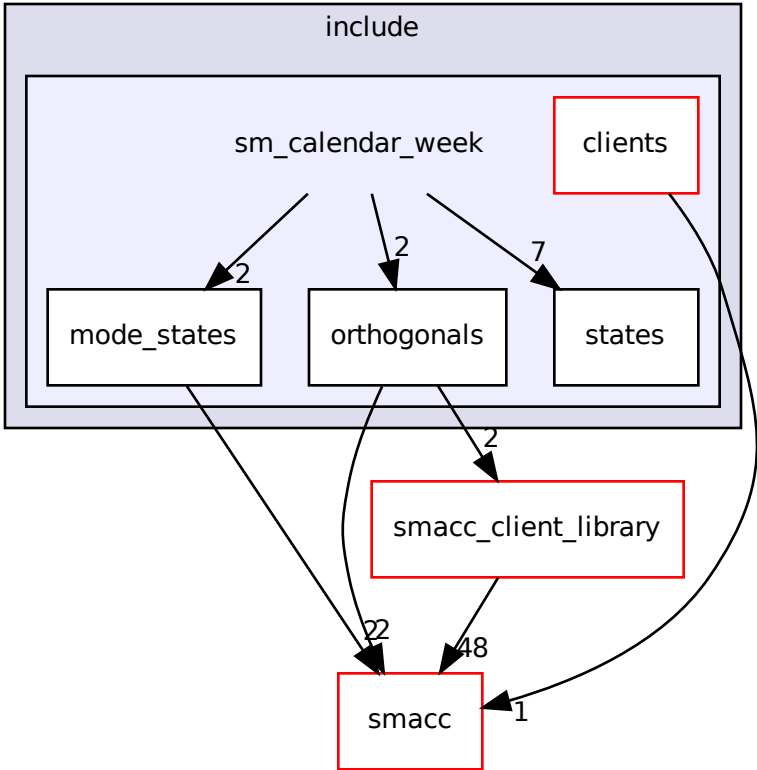 include
sm_calendar_week
clients
2
2
7
mode_states
orthogonals
states
2
smacc_client_library
2
2
48
smacc
1